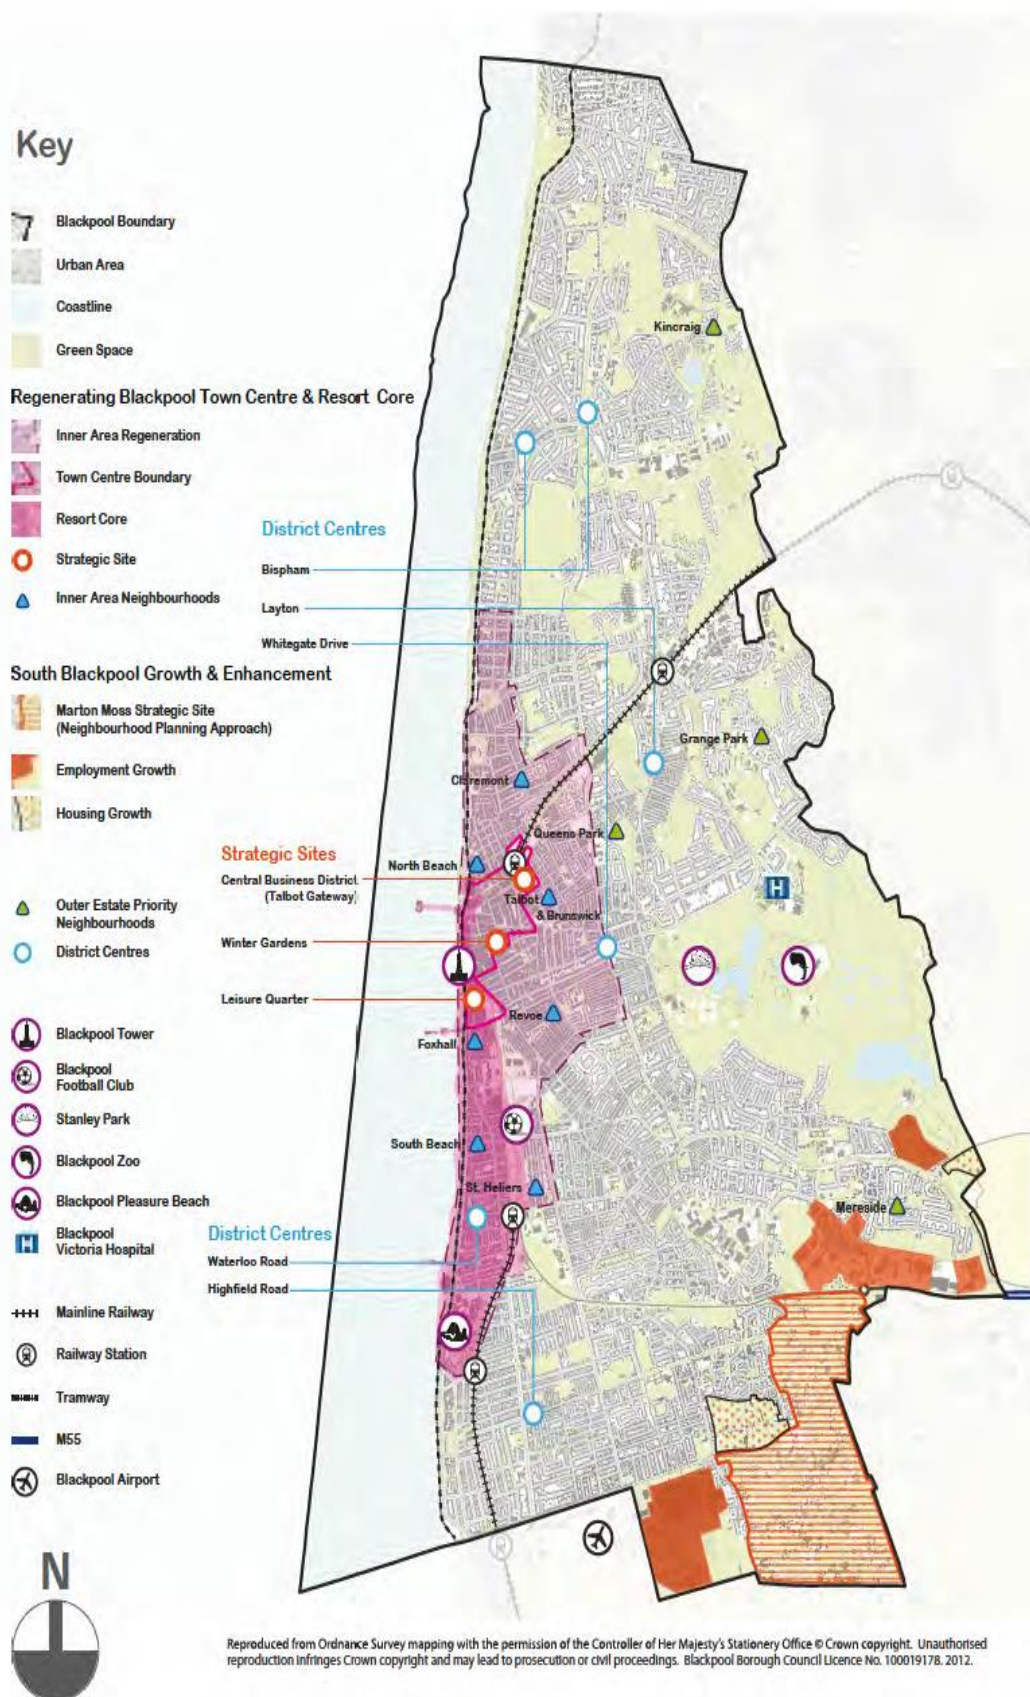 Key
Blackpool Boundary
Urban Area
Coastline
Green Space
Regenerating Blackpool Town Centre & Resort Core
Inner Area Regeneration
Town Centre Boundary
Resort Core
Strategic Site
Inner Area Neighbourhoods
South Blackpool Growth & Enhancement
Marton Moss Strategic Site
(Neighbourhood Planning Approach)
Employment Growth
Housing Growth
Outer Estate Priority
Neighbourhoods
District Centres
Blackpool Tower
Blackpool
Football Club
Stanley Park
Blackpool Zoo
Blackpool Pleasure Beach
H
Blackpool
Victoria Hospital
Mainline Railway
Railway Station
Tramway
M55
Blackpool Airport
N
District Centres
Bispham
Layton
Whitegate Drive
Strategic Sites
Central Business District
(Talbot Gateway)
Winter Gardens
Leisure Quarter
District Centres
Waterloo Road
Highfield Road
Kincraig
Grange Park
Claremont
Queens Park
North Beach
Talbot
& Brunswick
H
Revoe
Foxhall
South Beach
St. Heliers
Mereside
Reproduced from Ordnance Survey mapping with the permission of the Controller of Her Majesty's Stationery Office © Crown copyright. Unauthorised
reproduction infringes Crown copyright and may lead to prosecution or civil proceedings. Blackpool Borough Council Licence No. 100019178. 2012.